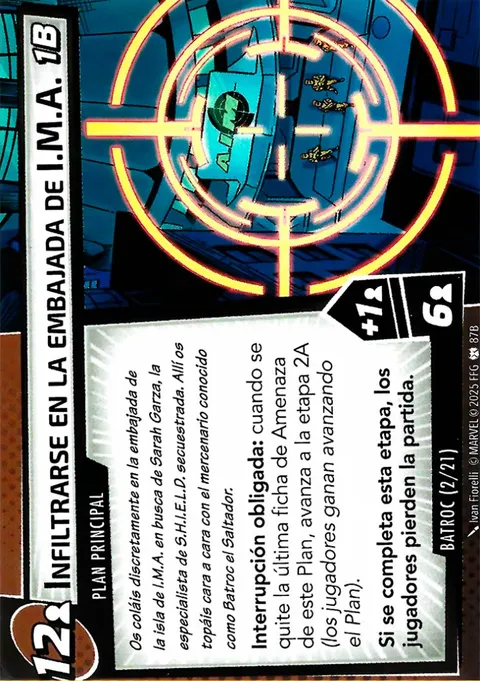 12
INFILTRARSE EN LA EMBAJADA DE I.M.A. 1B
PLAN PRINCIPAL
AIM
Os coláis discretamente en la embajada de
la isla de I.M.A. en busca de Sarah Garza, la
especialista de S.H.I.E.L.D. secuestrada. Allí os
topáis cara a cara con el mercenario conocido
como Batroc el Saltador.
Interrupción obligada: cuando se
quite la última ficha de Amenaza
de este Plan, avanza a la etapa 2A
(los jugadores ganan avanzando
el Plan).
Si se completa esta etapa, los
jugadores pierden la partida.
+1
6
BATROC (2/21)
Ivan Fiorelli © MARVEL © 2025 FFG 87B